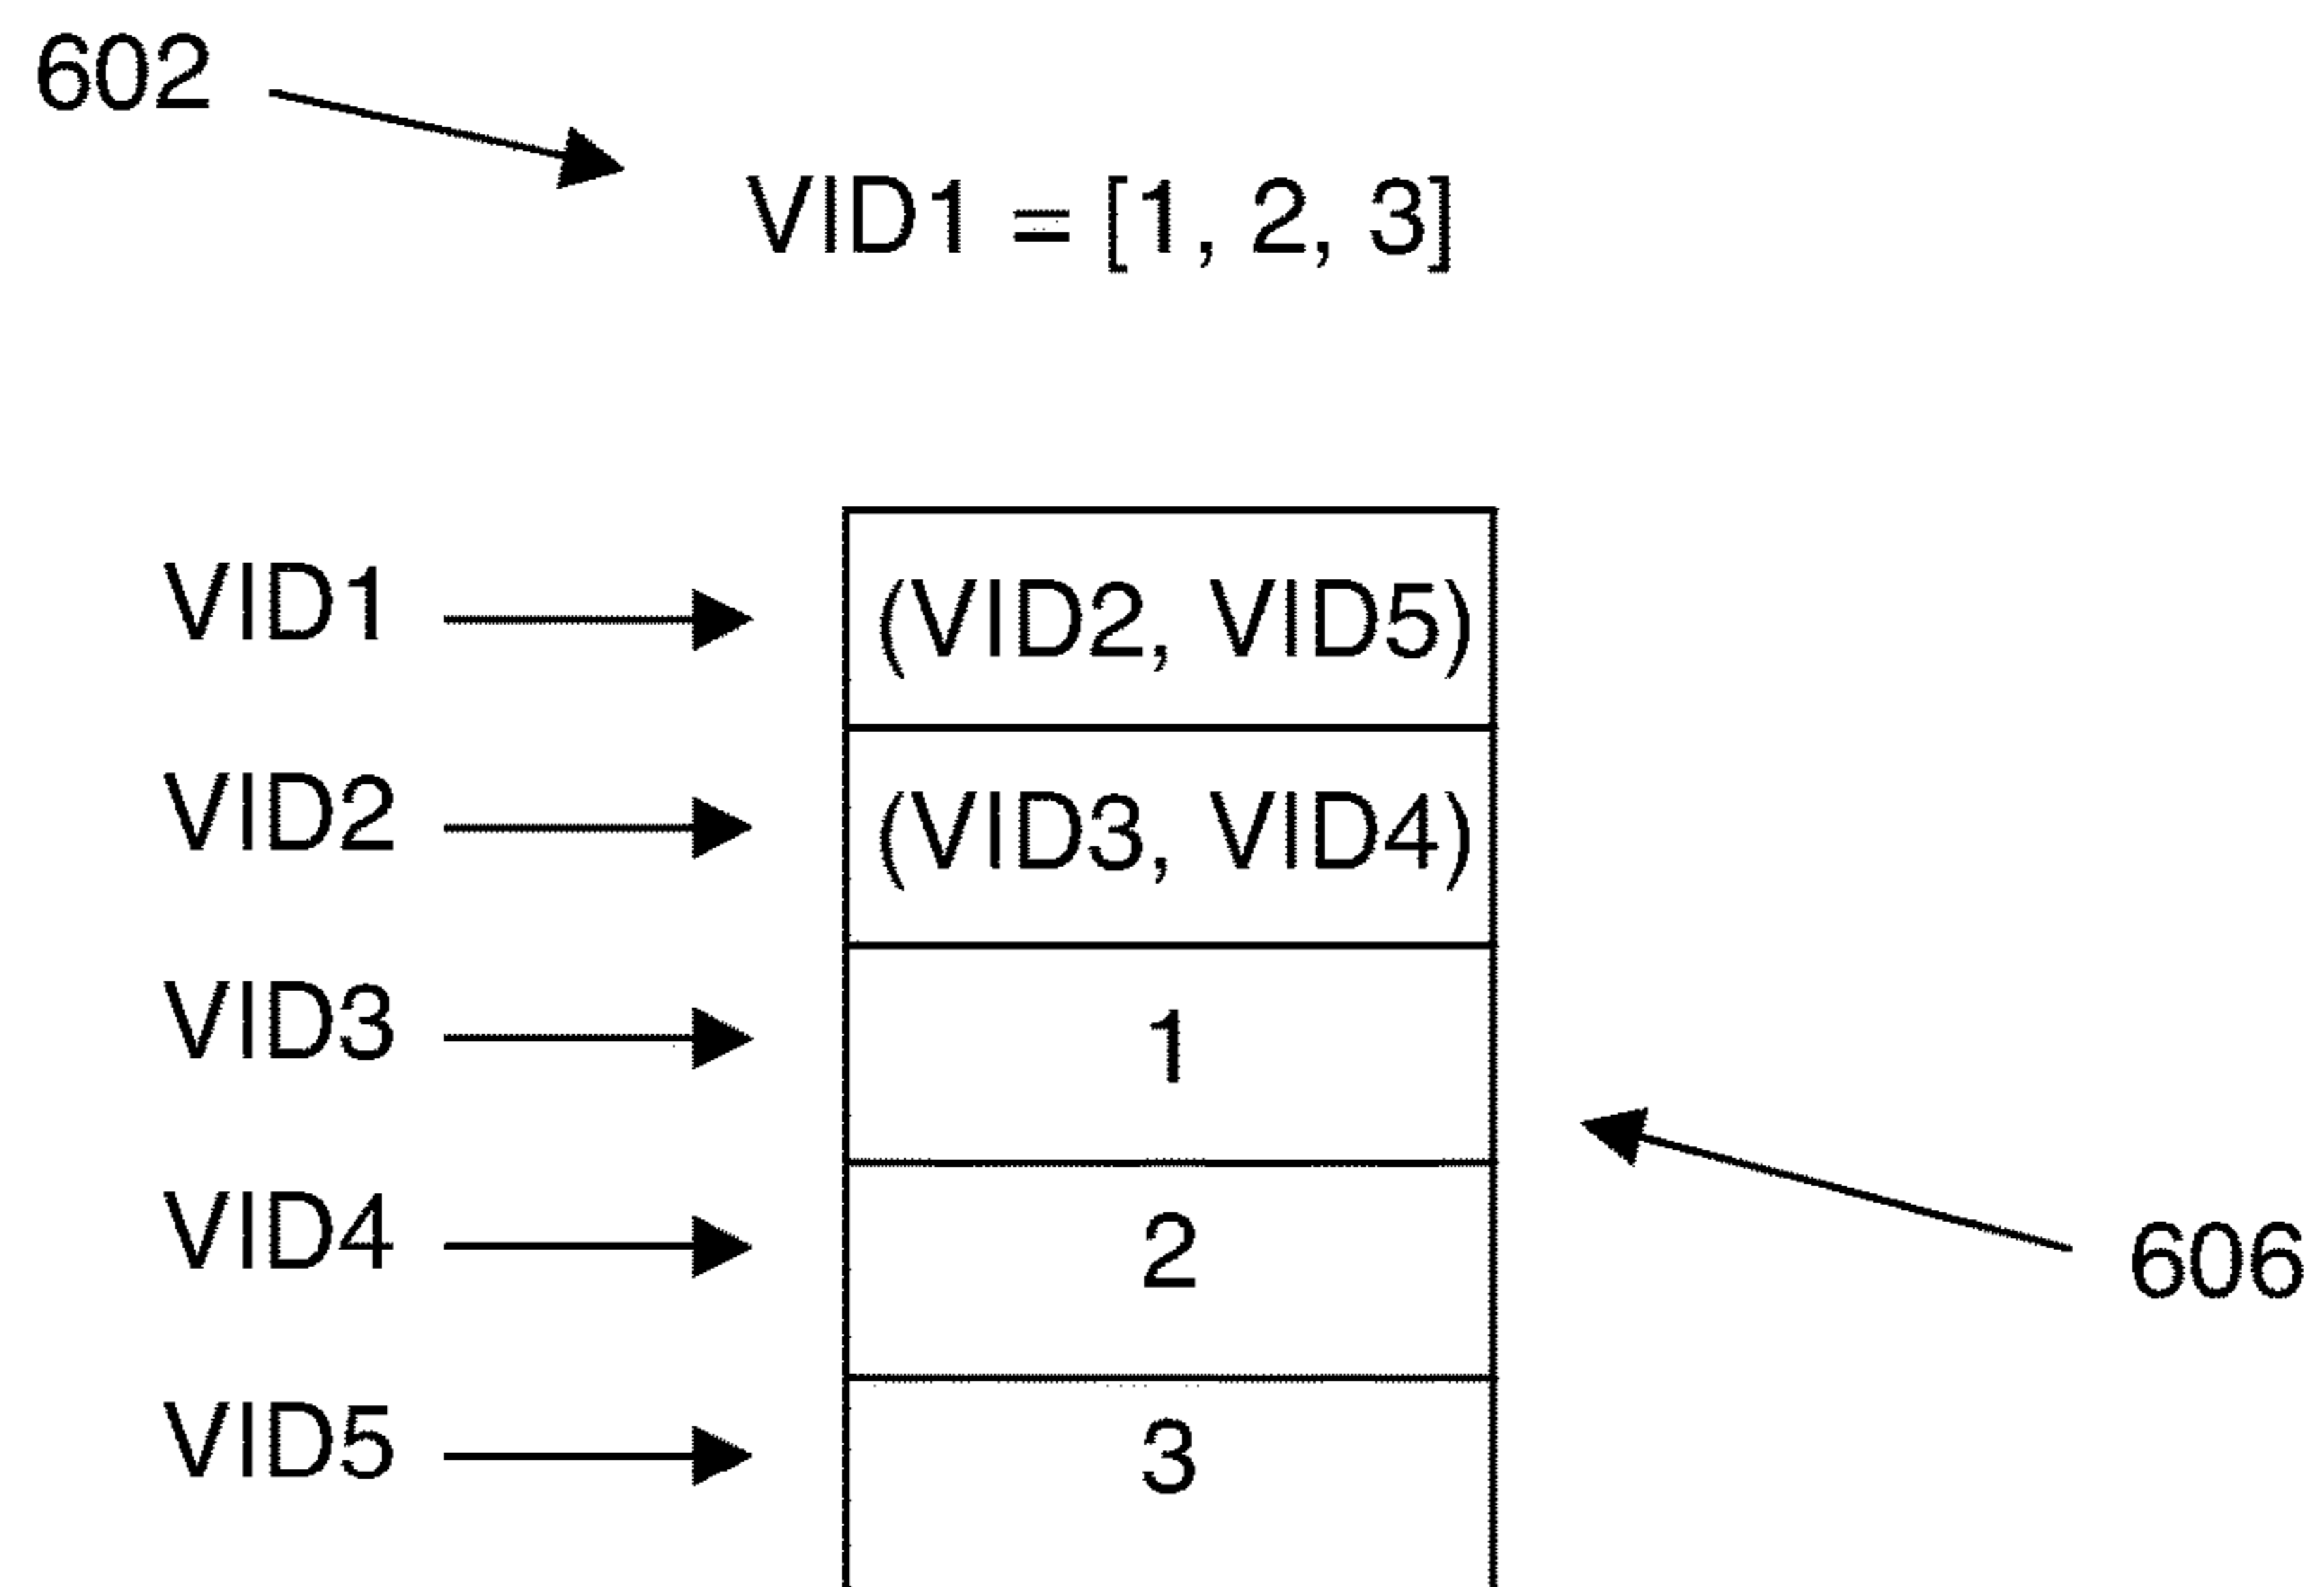 602
VID1 = [1, 2, 3]
VID1 (VID2, VID5)
VID2 (VID3, VID4)
VID3 1
VID4 2
606
VID5 3